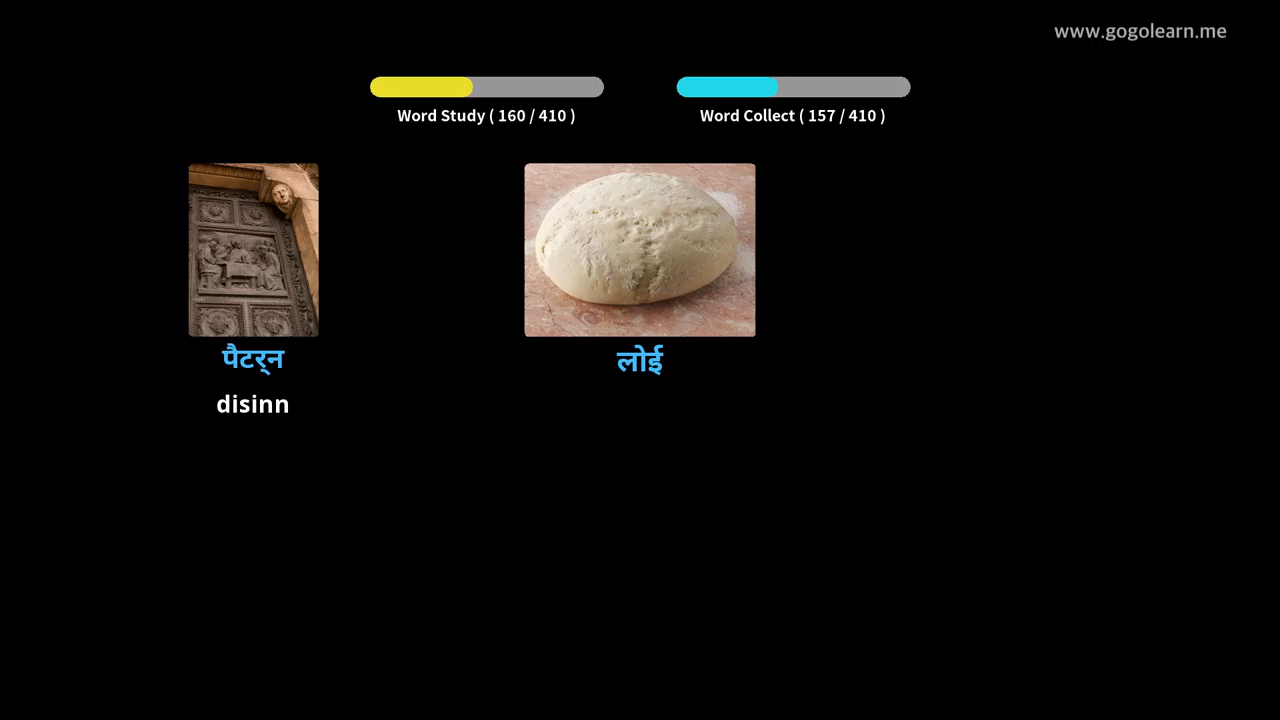 www.gogolearn.me
Word Study ( 160 / 410 )
Word Collect ( 157 / 410 )
पैटर्‍न
लोई
disinn